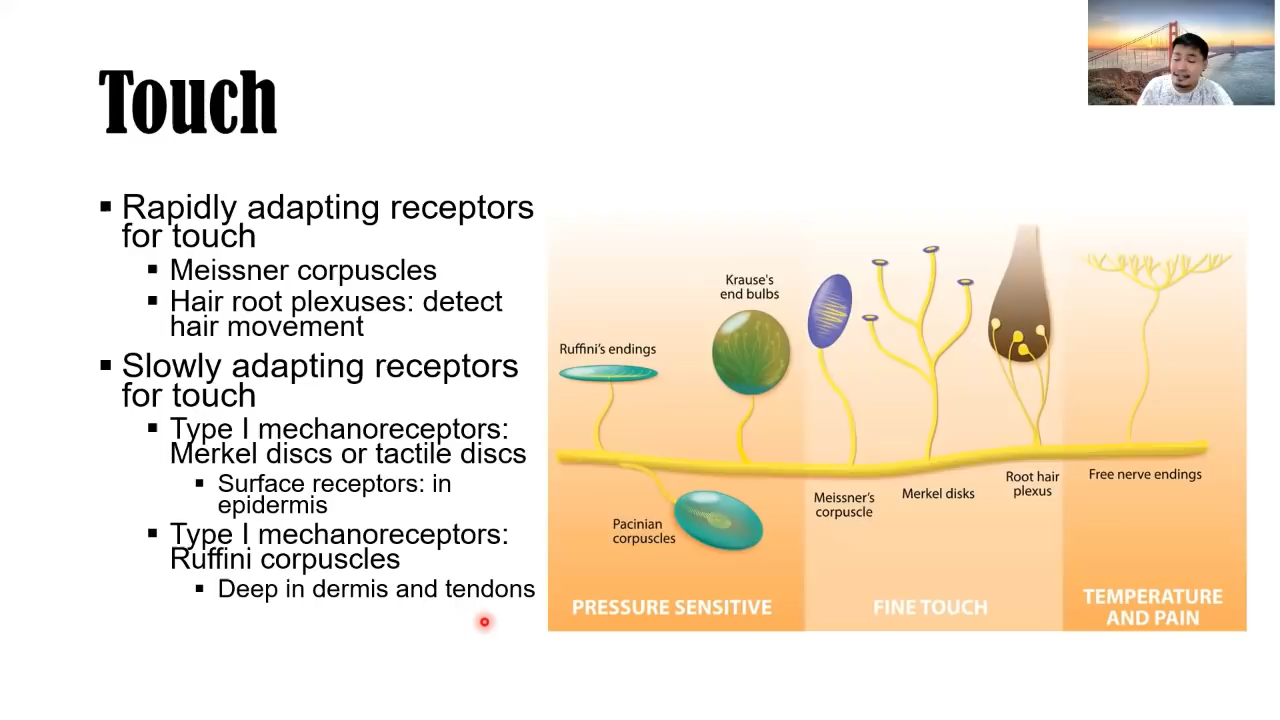 Touch
▪ Rapidly adapting receptors
for touch
▪ Meissner corpuscles
▪ Hair root plexuses: detect
hair movement
▪ Slowly adapting receptors
for touch
▪ Type I mechanoreceptors:
Merkel discs or tactile discs
▪ Surface receptors: in
epidermis
▪ Type I mechanoreceptors:
Ruffini corpuscles
▪ Deep in dermis and tendons
Krause's
end bulbs
Ruffini's endings
Pacinian
corpuscles
Meissner's
corpuscle
Merkel disks
Root hair
plexus
Free nerve endings
PRESSURE SENSITIVE
FINE TOUCH
TEMPERATURE
AND PAIN